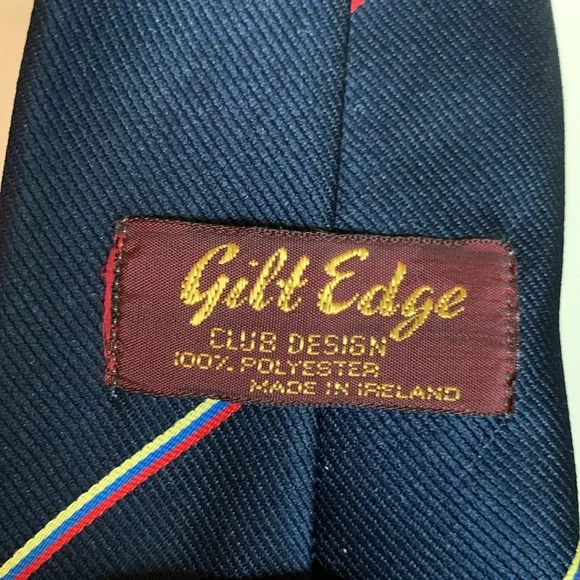 Gilt Edge
CLUB DESIGN
100% POLYESTER
MADE IN IRELAND